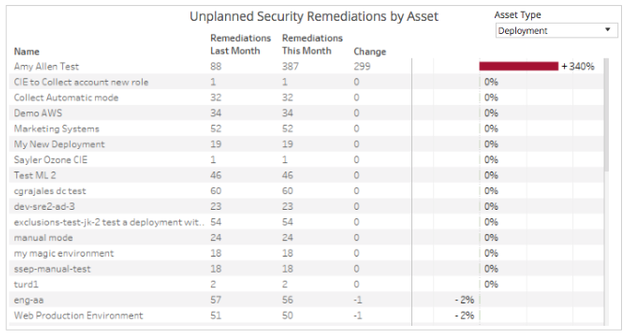 Unplanned Security Remediations by Asset
Asset Type
Deployment
Name Remediations Last Month Remediations This Month Change
Amy Allen Test 88 387 299 + 340%
CIE to Collect account new role 1 1 0 0%
Collect Automatic mode 32 32 0 0%
Demo AWS 34 34 0 0%
Marketing Systems 52 52 0 0%
My New Deployment 19 19 0 0%
Sayler Ozone CIE 1 1 0 0%
Test ML 2 46 46 0 0%
cgrajales dc test 60 60 0 0%
dev-sre2-ad-3 23 23 0 0%
exclusions-test-jk-2 test a deployment wit.. 54 54 0 0%
manual mode 24 24 0 0%
my magic environment 18 18 0 0%
ssep-manual-test 18 18 0 0%
turd1 2 2 0 0%
eng-aa 57 56 -1 - 2%
Web Production Environment 51 50 -1 - 2%